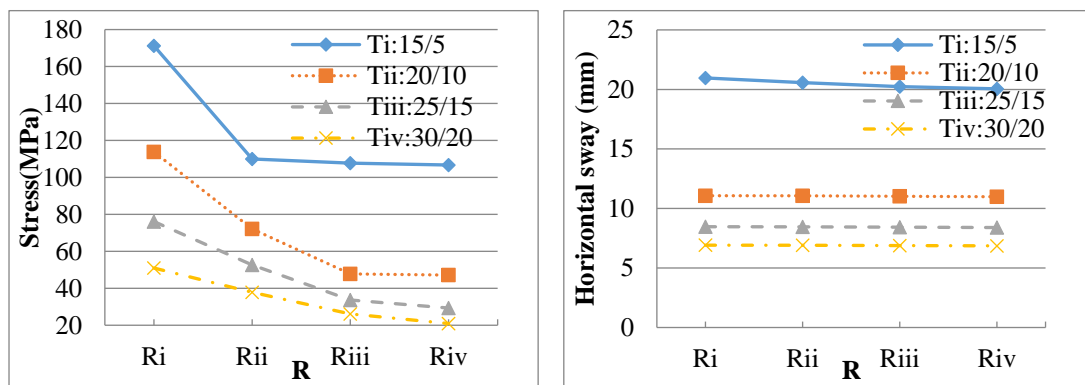 180
160
140
120
100
80
60
40
20
Stress(MPa)
Ti:15/5
Tii:20/10
Tiii:25/15
Tiv:30/20
Ri Rii Riii Riv
R
25
20
15
10
5
0
Horizontal sway (mm)
Ti:15/5
Tii:20/10
Tiii:25/15
Tiv:30/20
Ri Rii Riii Riv
R